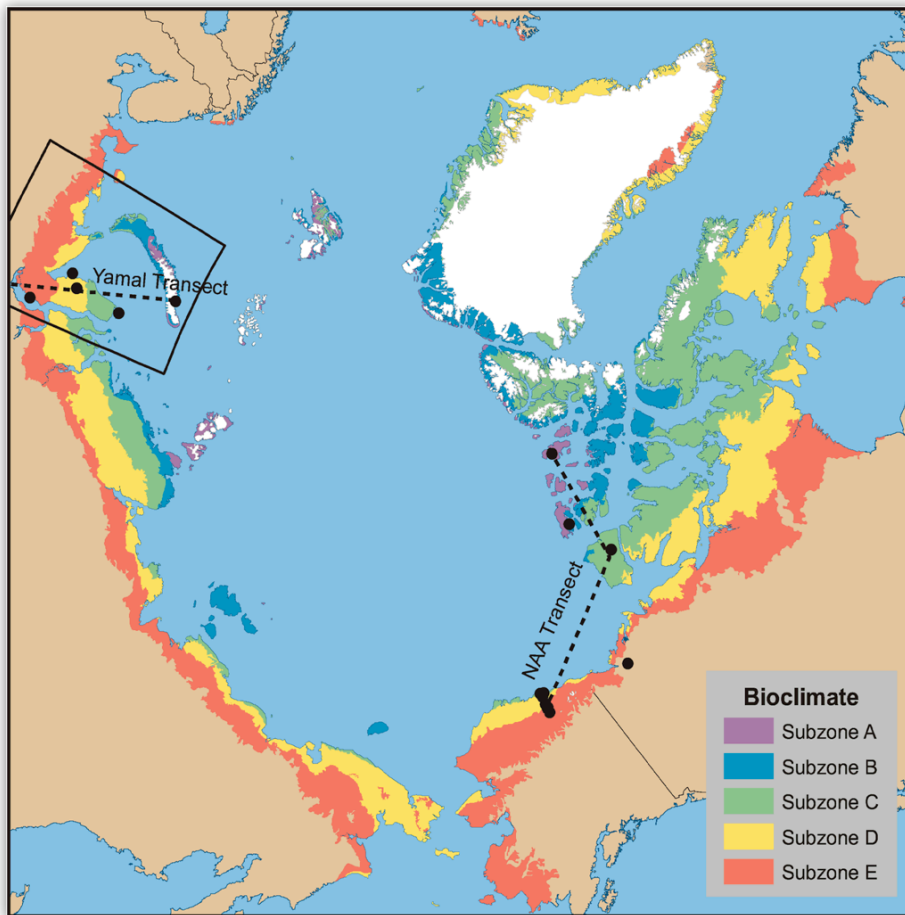 Yamal Transect
NAA Transect
Bioclimate
Subzone A
Subzone B
Subzone C
Subzone D
Subzone E